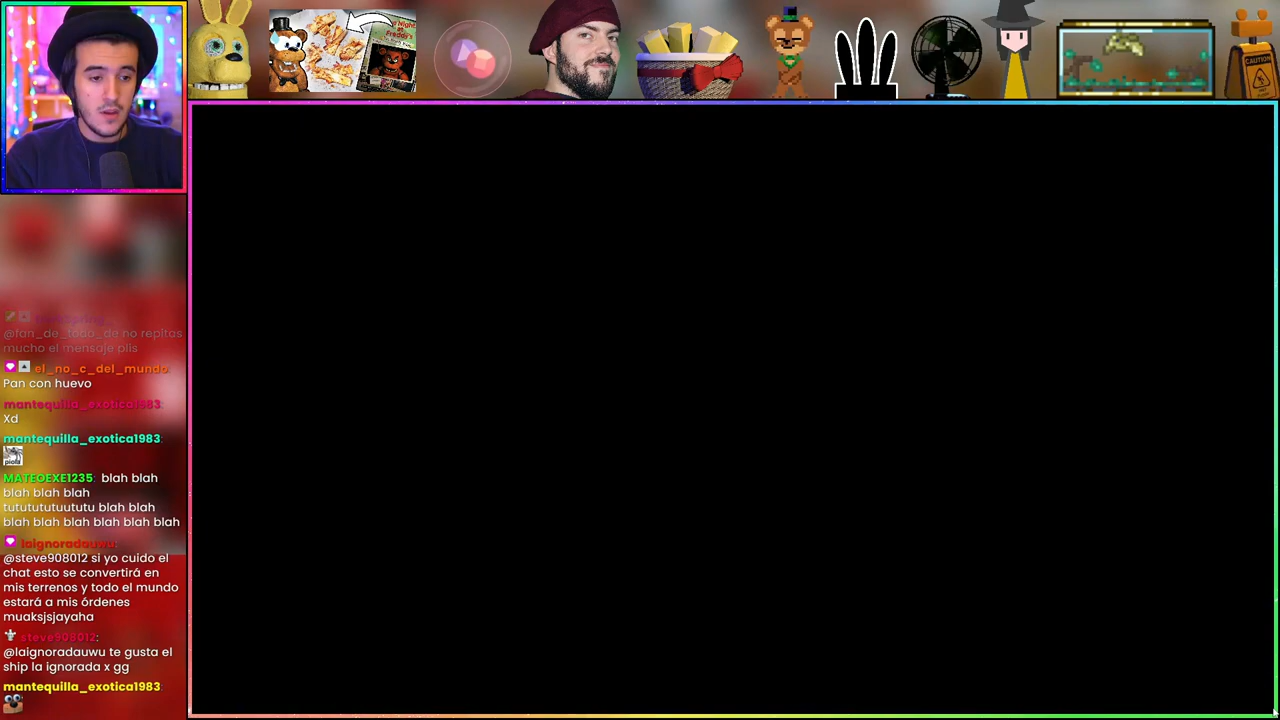 CAUTION
@fan_de_todo_de no repitas
mucho el mensaje plis
el_no_c_del_mundo:
Pan con huevo
mantequilla_exotica1983:
Xd
mantequilla_exotica1983:
piola
MATEOEXE1235: blah blah
blah blah blah
tutututututuututu blah blah
blah blah blah blah blah blah
laignoradauwu:
@steve908012 si yo cuido el
chat esto se convertirá en
mis terrenos y todo el mundo
estará a mis órdenes
muaksjsjayaha
steve908012:
@laignoradauwu te gusta el
ship la ignorada x gg
mantequilla_exotica1983: